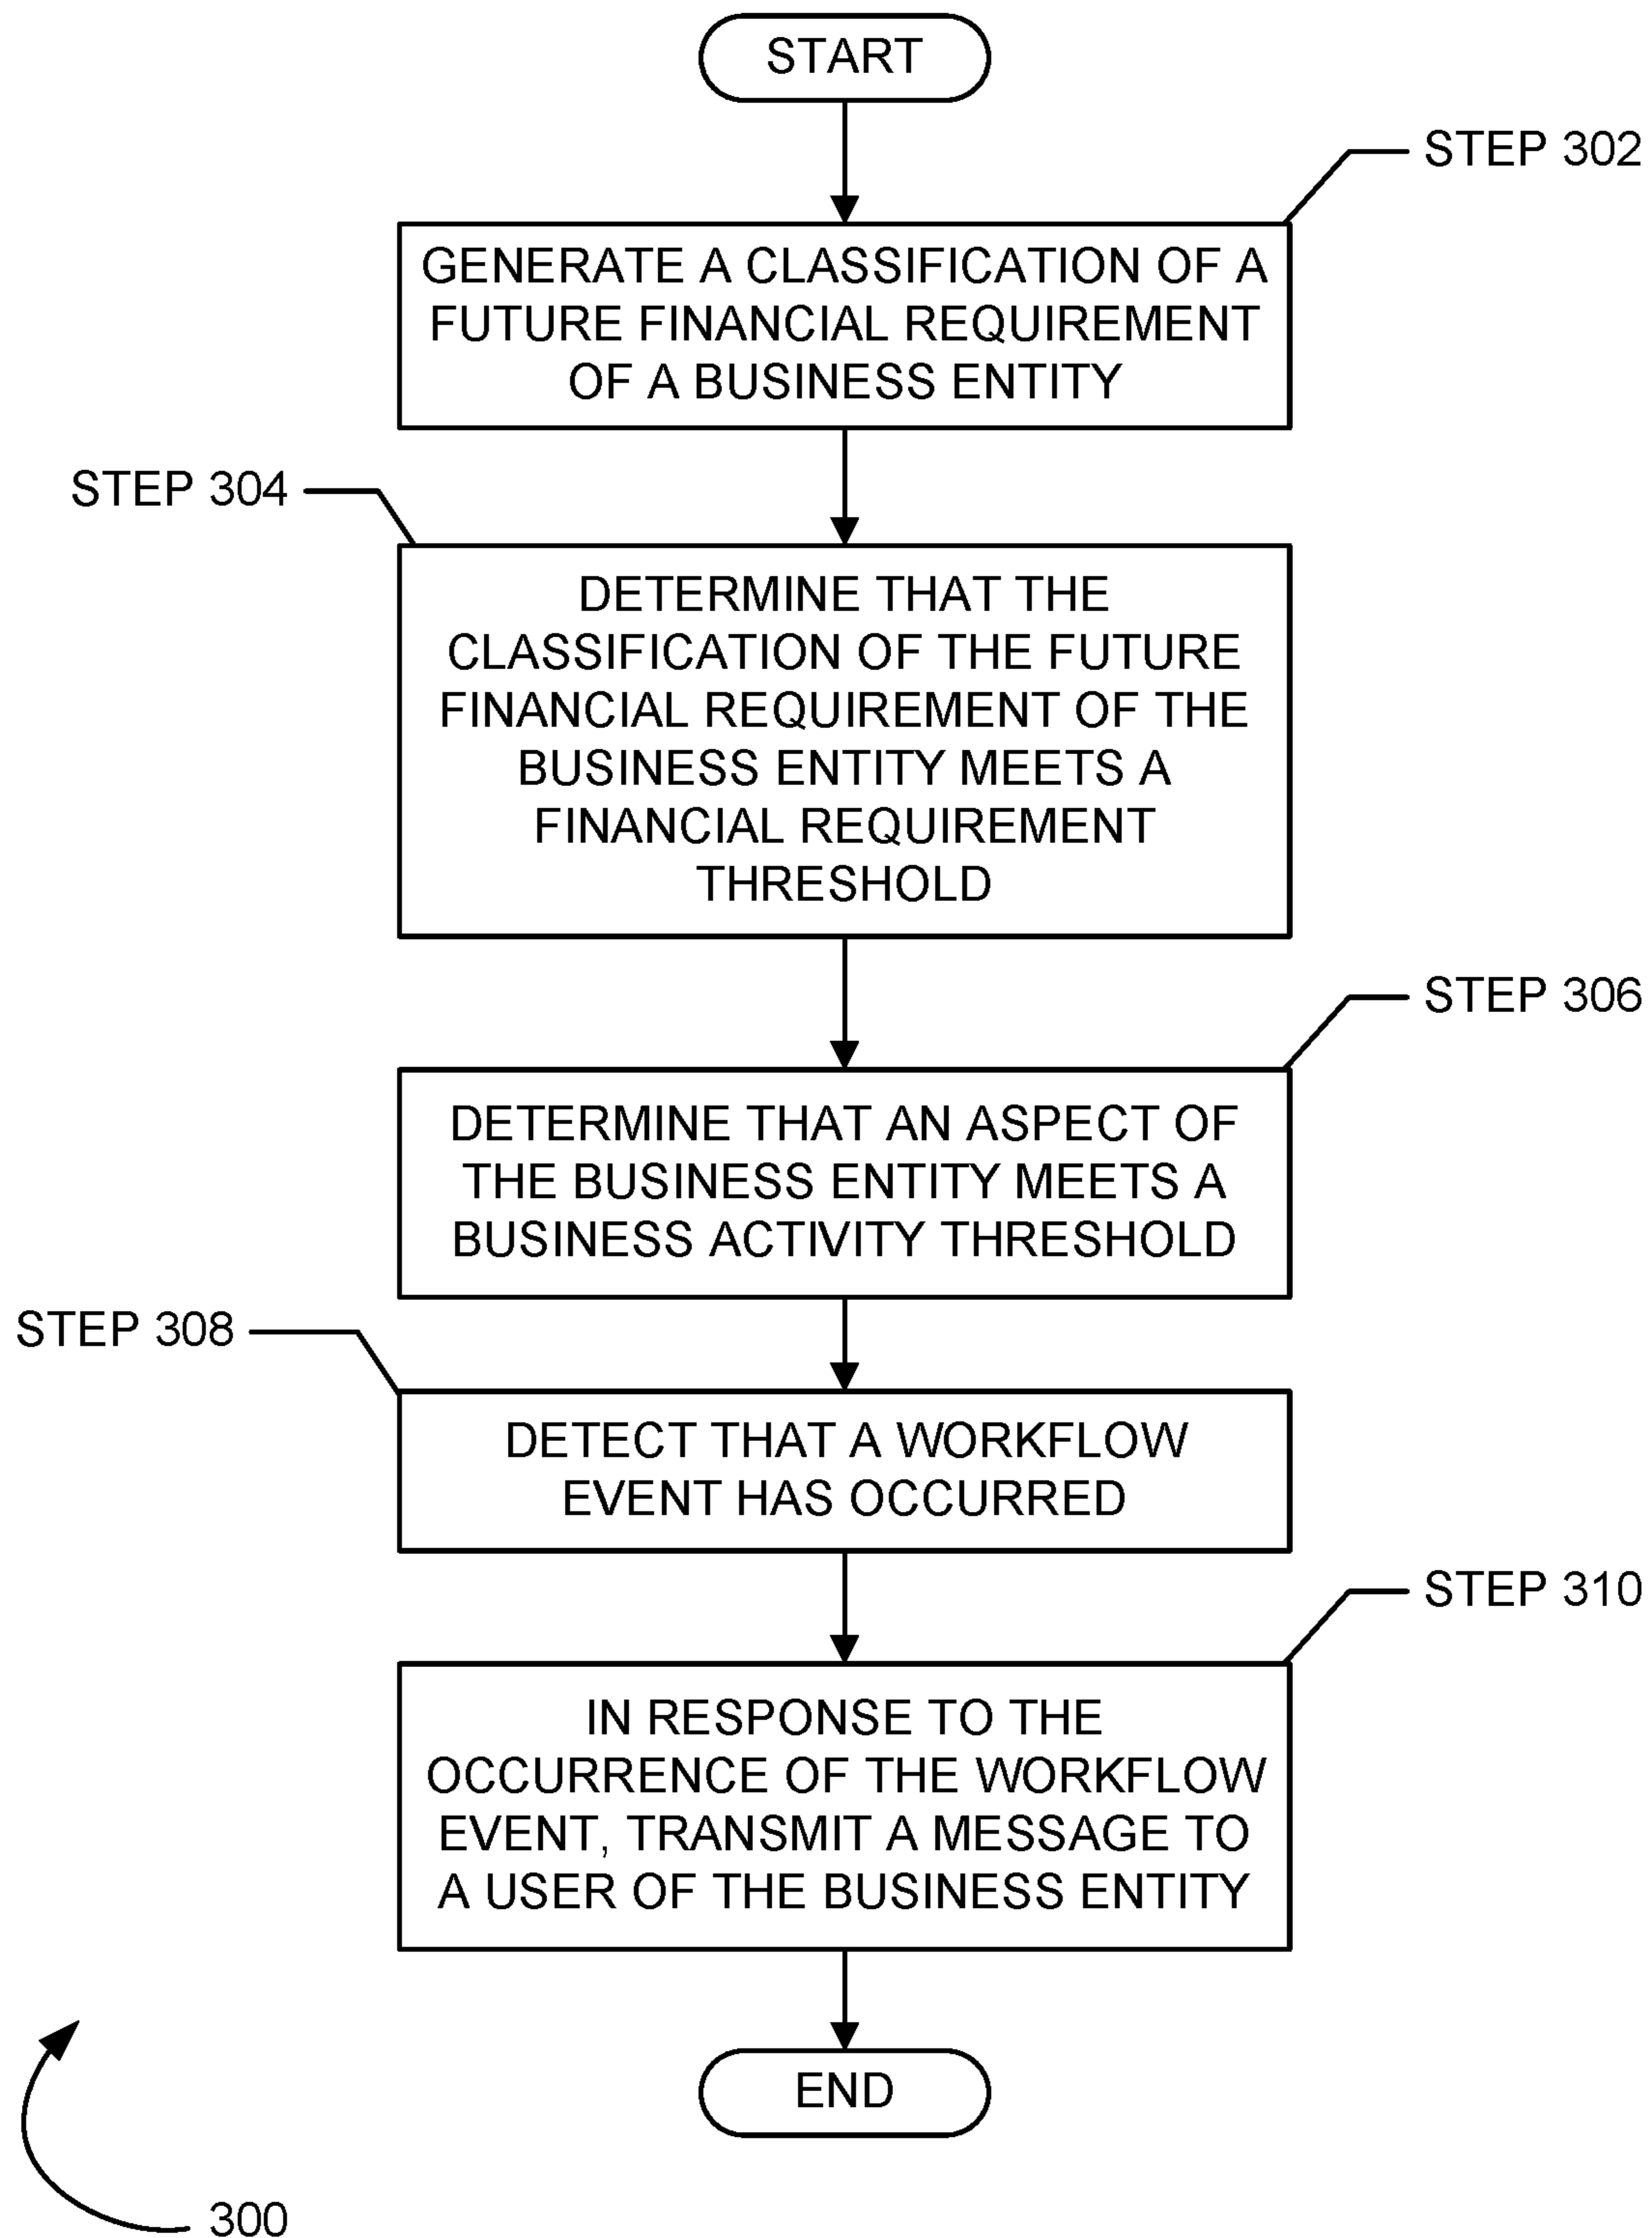 START
STEP 302
GENERATE A CLASSIFICATION OF A
FUTURE FINANCIAL REQUIREMENT
OF A BUSINESS ENTITY
STEP 304
DETERMINE THAT THE
CLASSIFICATION OF THE FUTURE
FINANCIAL REQUIREMENT OF THE
BUSINESS ENTITY MEETS A
FINANCIAL REQUIREMENT
THRESHOLD
STEP 306
DETERMINE THAT AN ASPECT OF
THE BUSINESS ENTITY MEETS A
BUSINESS ACTIVITY THRESHOLD
STEP 308
DETECT THAT A WORKFLOW
EVENT HAS OCCURRED
STEP 310
IN RESPONSE TO THE
OCCURRENCE OF THE WORKFLOW
EVENT, TRANSMIT A MESSAGE TO
A USER OF THE BUSINESS ENTITY
END
300